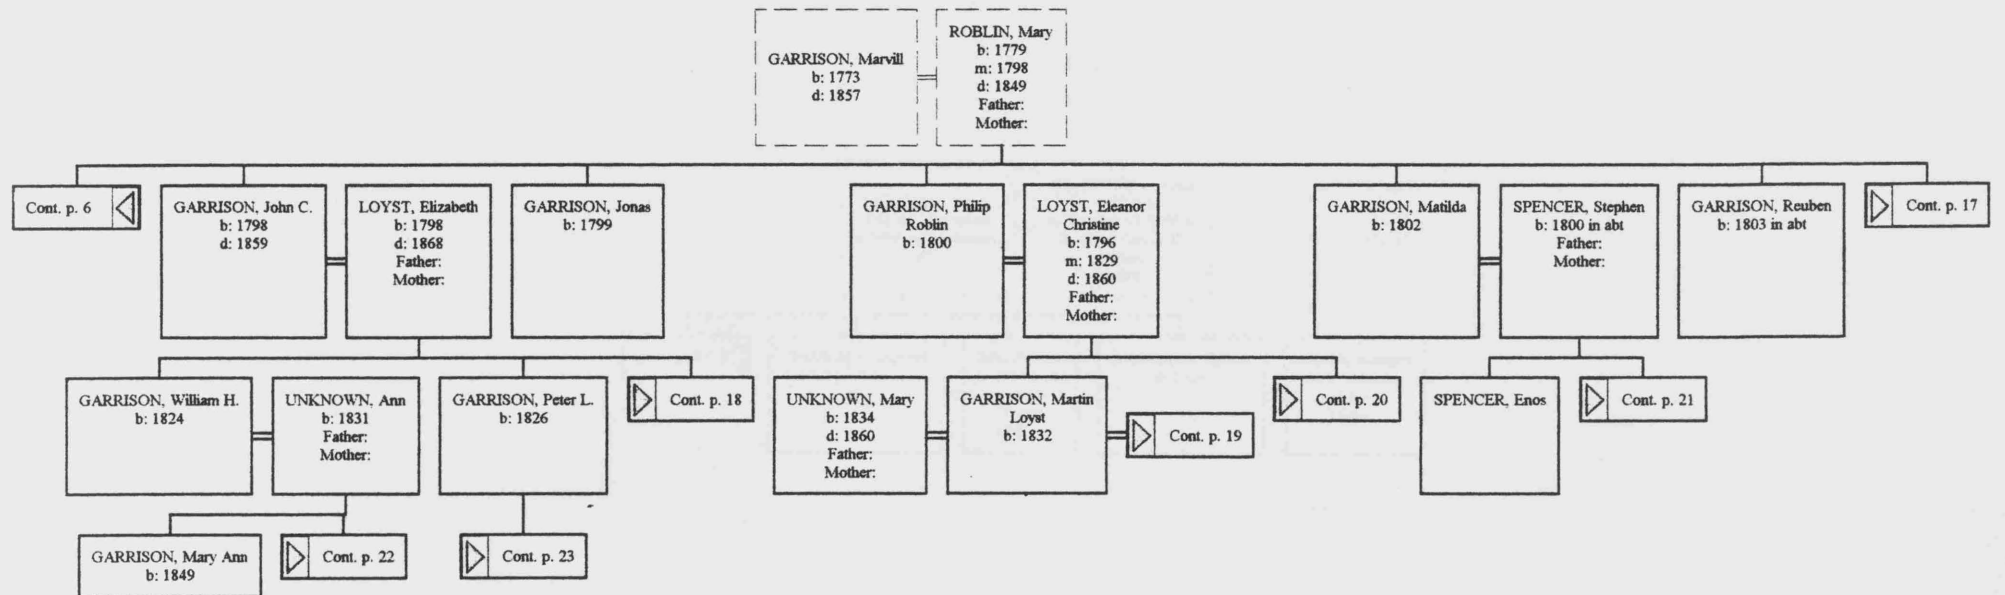 GARRISON, Marvill
b: 1773
d: 1857
ROBLIN, Mary
b: 1779
m: 1798
d: 1849
Father:
Mother:
Cont. p. 6
GARRISON, John C.
b: 1798
d: 1859
LOYST, Elizabeth
b: 1798
d: 1868
Father:
Mother:
GARRISON, Jonas
b: 1799
GARRISON, Philip
Roblin
b: 1800
LOYST, Eleanor
Christine
b: 1796
m: 1829
d: 1860
Father:
Mother:
GARRISON, Matilda
b: 1802
SPENCER, Stephen
b: 1800 in abt
Father:
Mother:
GARRISON, Reuben
b: 1803 in abt
Cont. p. 17
GARRISON, William H.
b: 1824
UNKNOWN, Ann
b: 1831
Father:
Mother:
GARRISON, Peter L.
b: 1826
Cont. p. 18
UNKNOWN, Mary
b: 1834
d: 1860
Father:
Mother:
GARRISON, Martin
Loyst
b: 1832
Cont. p. 19
Cont. p. 20
SPENCER, Enos
Cont. p. 21
GARRISON, Mary Ann
b: 1849
Cont. p. 22
Cont. p. 23